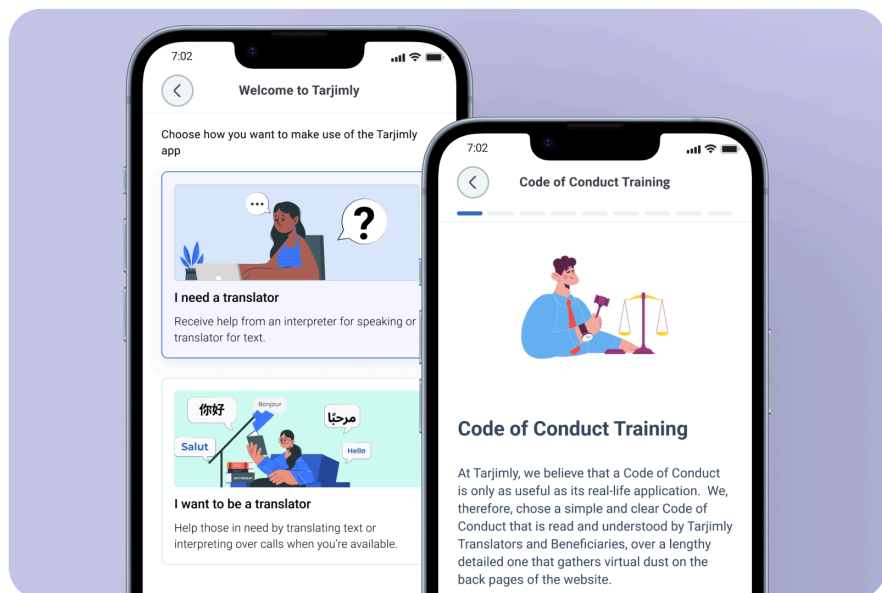 7:02
Welcome to Tarjimly
Choose how you want to make use of the Tarjimly
app
...
?
I need a translator
Receive help from an interpreter for speaking or
translator for text.
你好
Bonjour
مرحبًا
Salut
Hello
I want to be a translator
Help those in need by translating text or
interpreting over calls when you're available.
7:02
Code of Conduct Training
Code of Conduct Training
At Tarjimly, we believe that a Code of Conduct
is only as useful as its real-life application. We,
therefore, chose a simple and clear Code of
Conduct that is read and understood by Tarjimly
Translators and Beneficiaries, over a lengthy
detailed one that gathers virtual dust on the
back pages of the website.